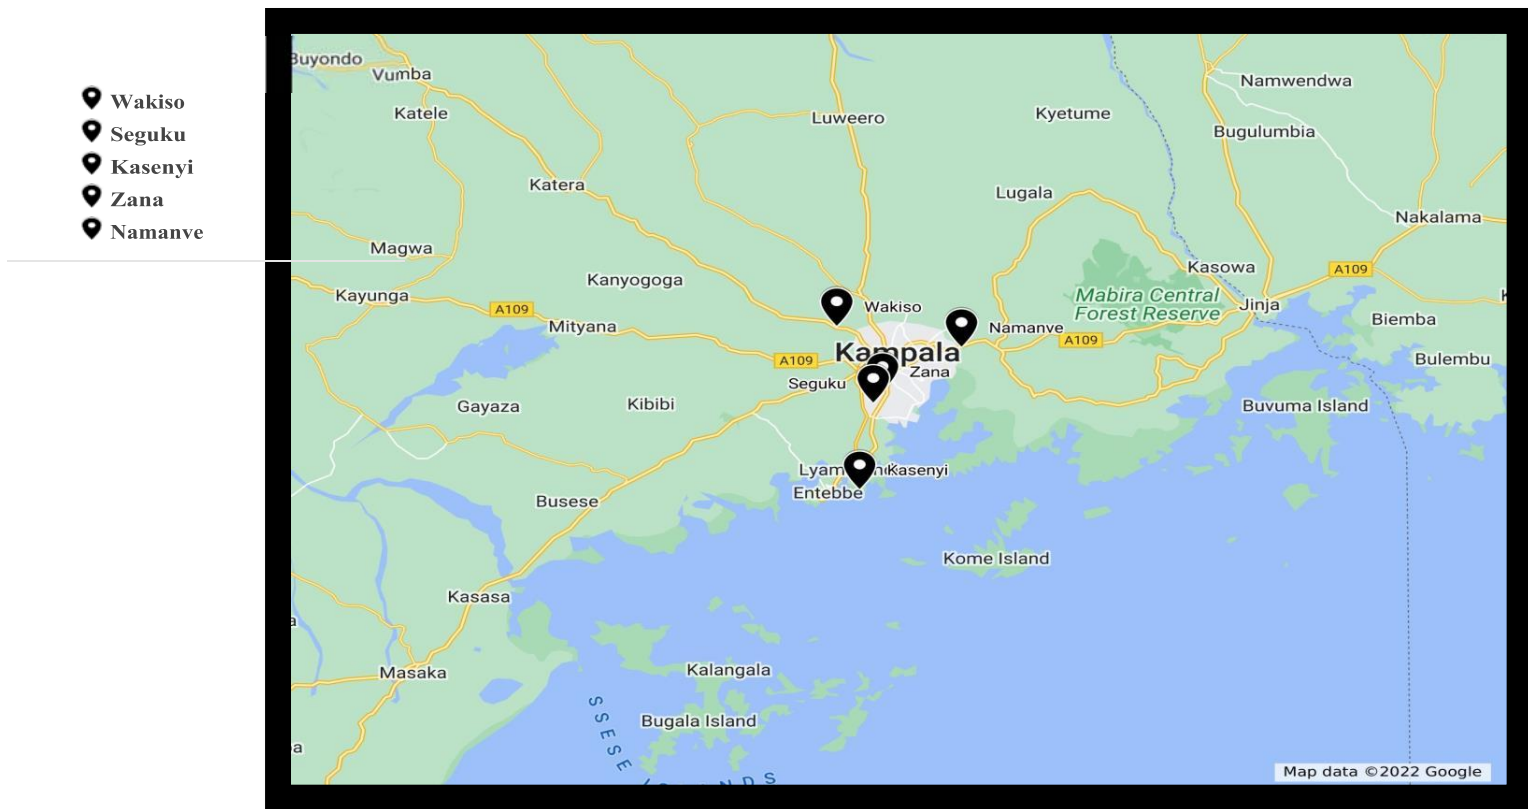 Wakiso
Seguku
Kasenyi
Zana
Namanve
Buyondo
Vumba
Katele
Luweero
Kyetume
Namwendwa
Bugulumbia
Katera
Lugala
Nakalama
Magwa
Kanyogoga
Kasowa
A109
Kayunga
Mabira Central
Forest Reserve
Jinja
A109
Wakiso
Mityana
Namanve
Biemba
A109
Kampala
A109
Bulembu
Zana
Seguku
Gayaza
Kibibi
Buvuma Island
Kasenyi
Entebbe
Busese
Kome Island
Kasasa
Masaka
Kalangala
Bugala Island
SSESE
Map data ©2022 Google